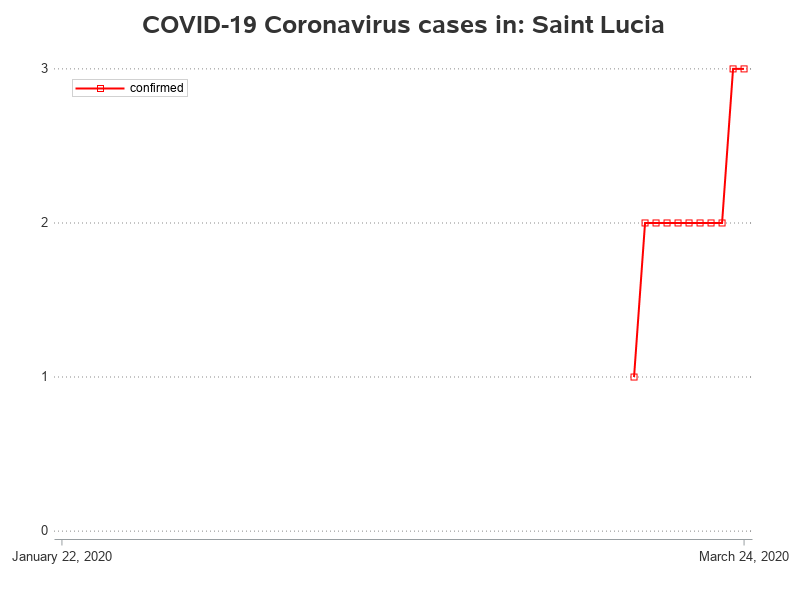 COVID-19 Coronavirus cases in: Saint Lucia
3
confirmed
2
1
0
January 22, 2020
March 24, 2020